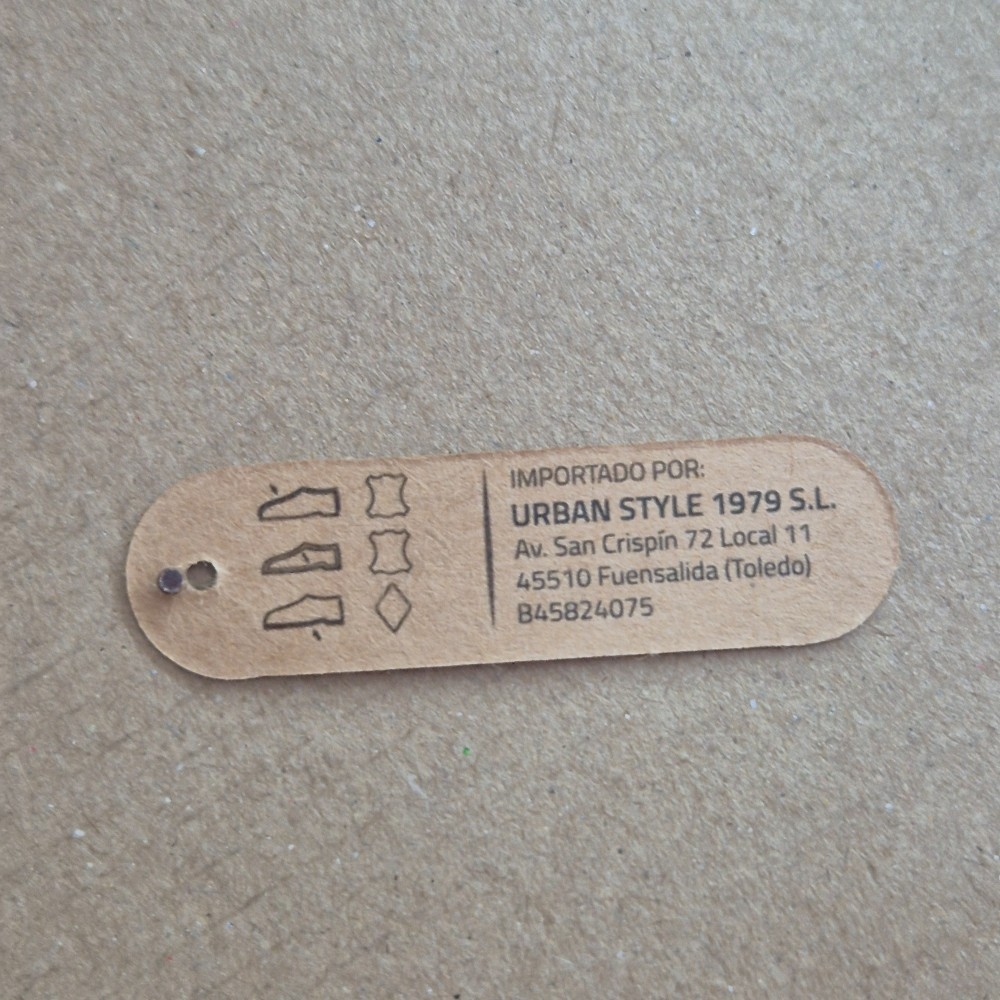 IMPORTADO POR:
URBAN STYLE 1979 S.L.
Av. San Crispín 72 Local 11
45510 Fuensalida (Toledo)
B45824075